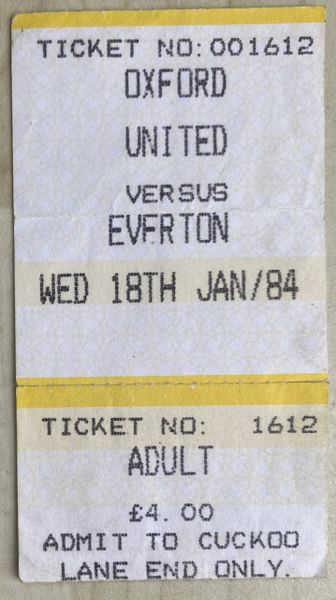 TICKET NO: 001612
OXFORD
UNITED
VERSUS
EVERTON
WED 18TH JAN/84
TICKET NO: 1612
ADULT
£4.00
ADMIT TO CUCKOO
LANE END ONLY.